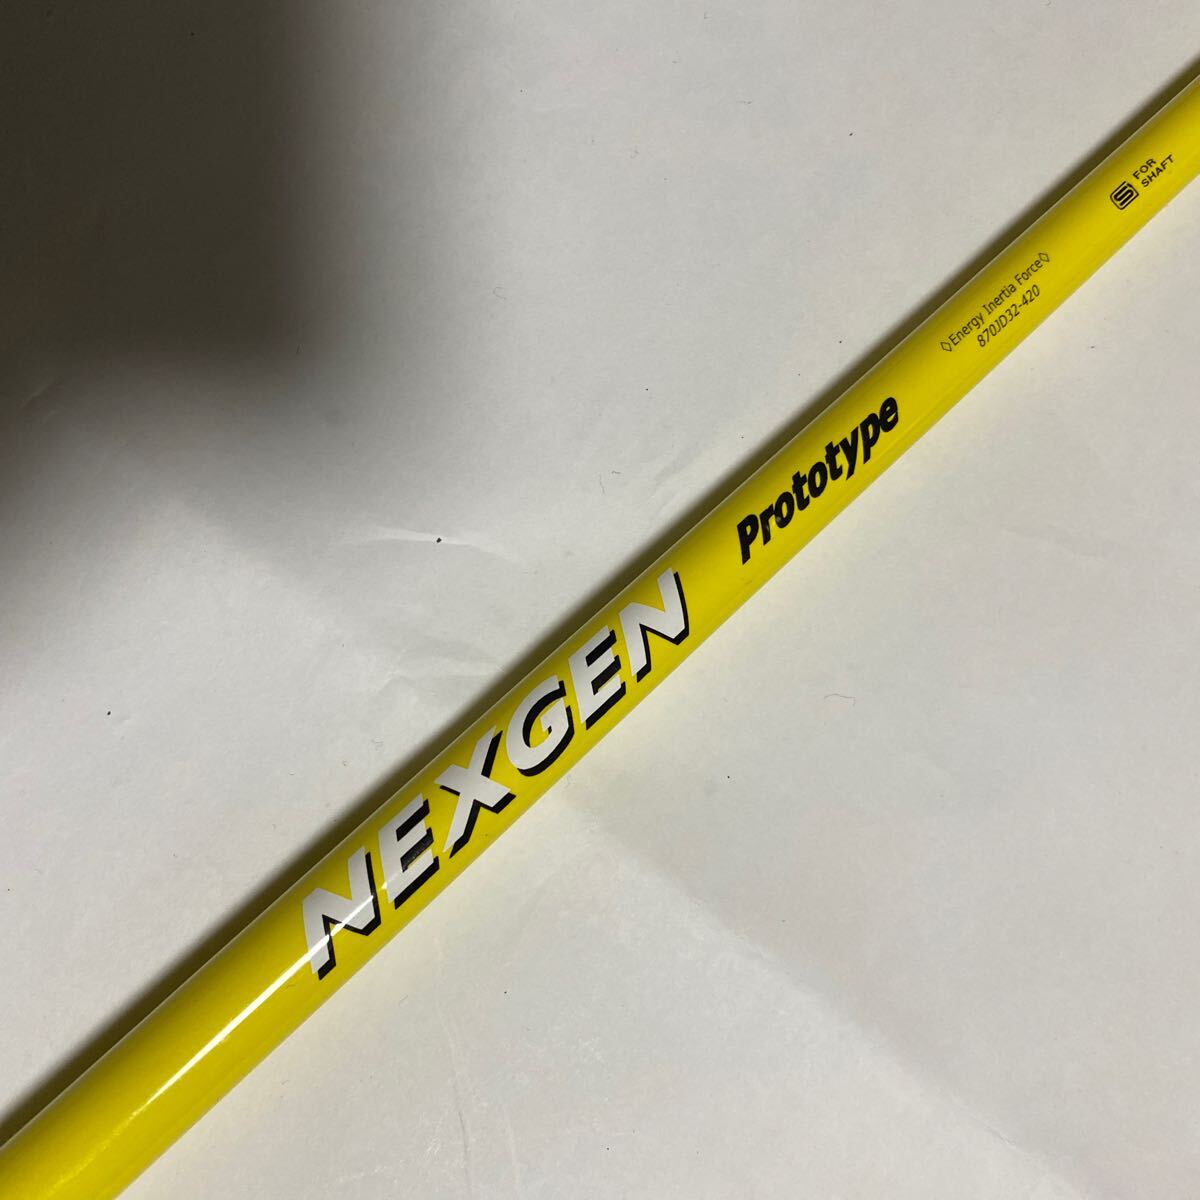 NEXGEN
Prototype
◇Energy Inertia Force◇
870JD32-420
S FOR
SHAFT